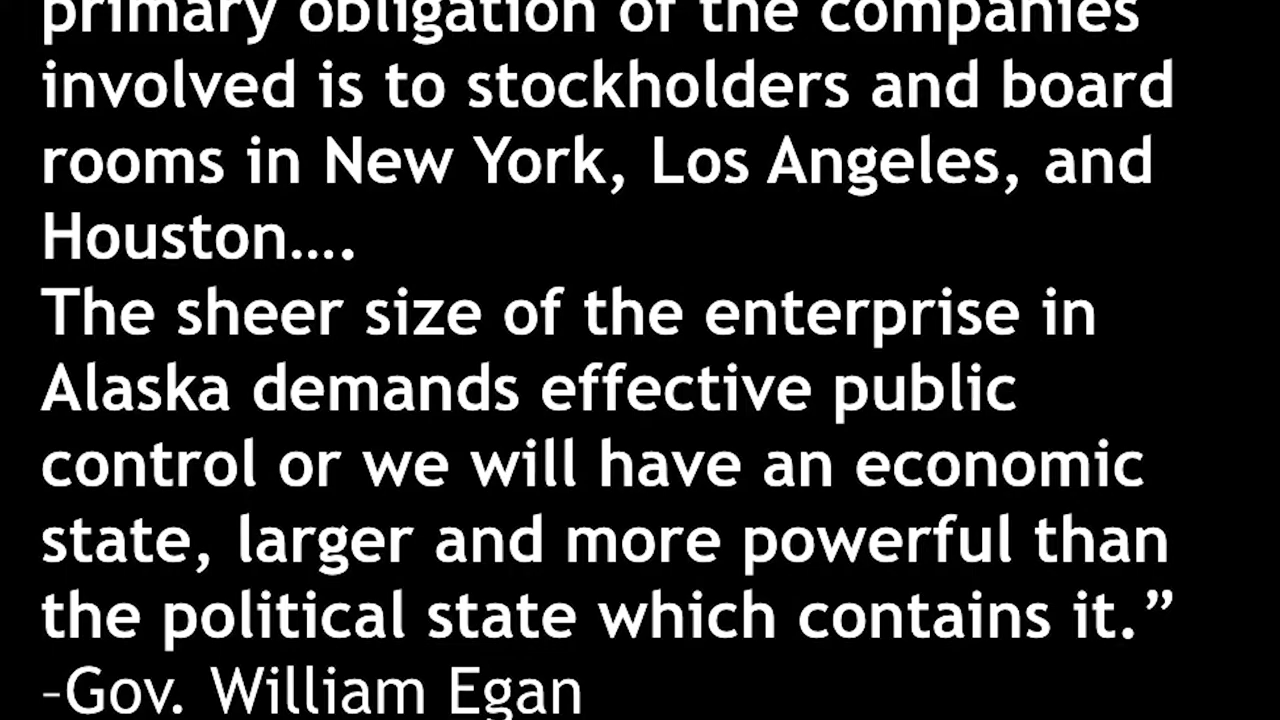 primary obligation of the companies
involved is to stockholders and board
rooms in New York, Los Angeles, and
Houston….
The sheer size of the enterprise in
Alaska demands effective public
control or we will have an economic
state, larger and more powerful than
the political state which contains it.”
–Gov. William Egan